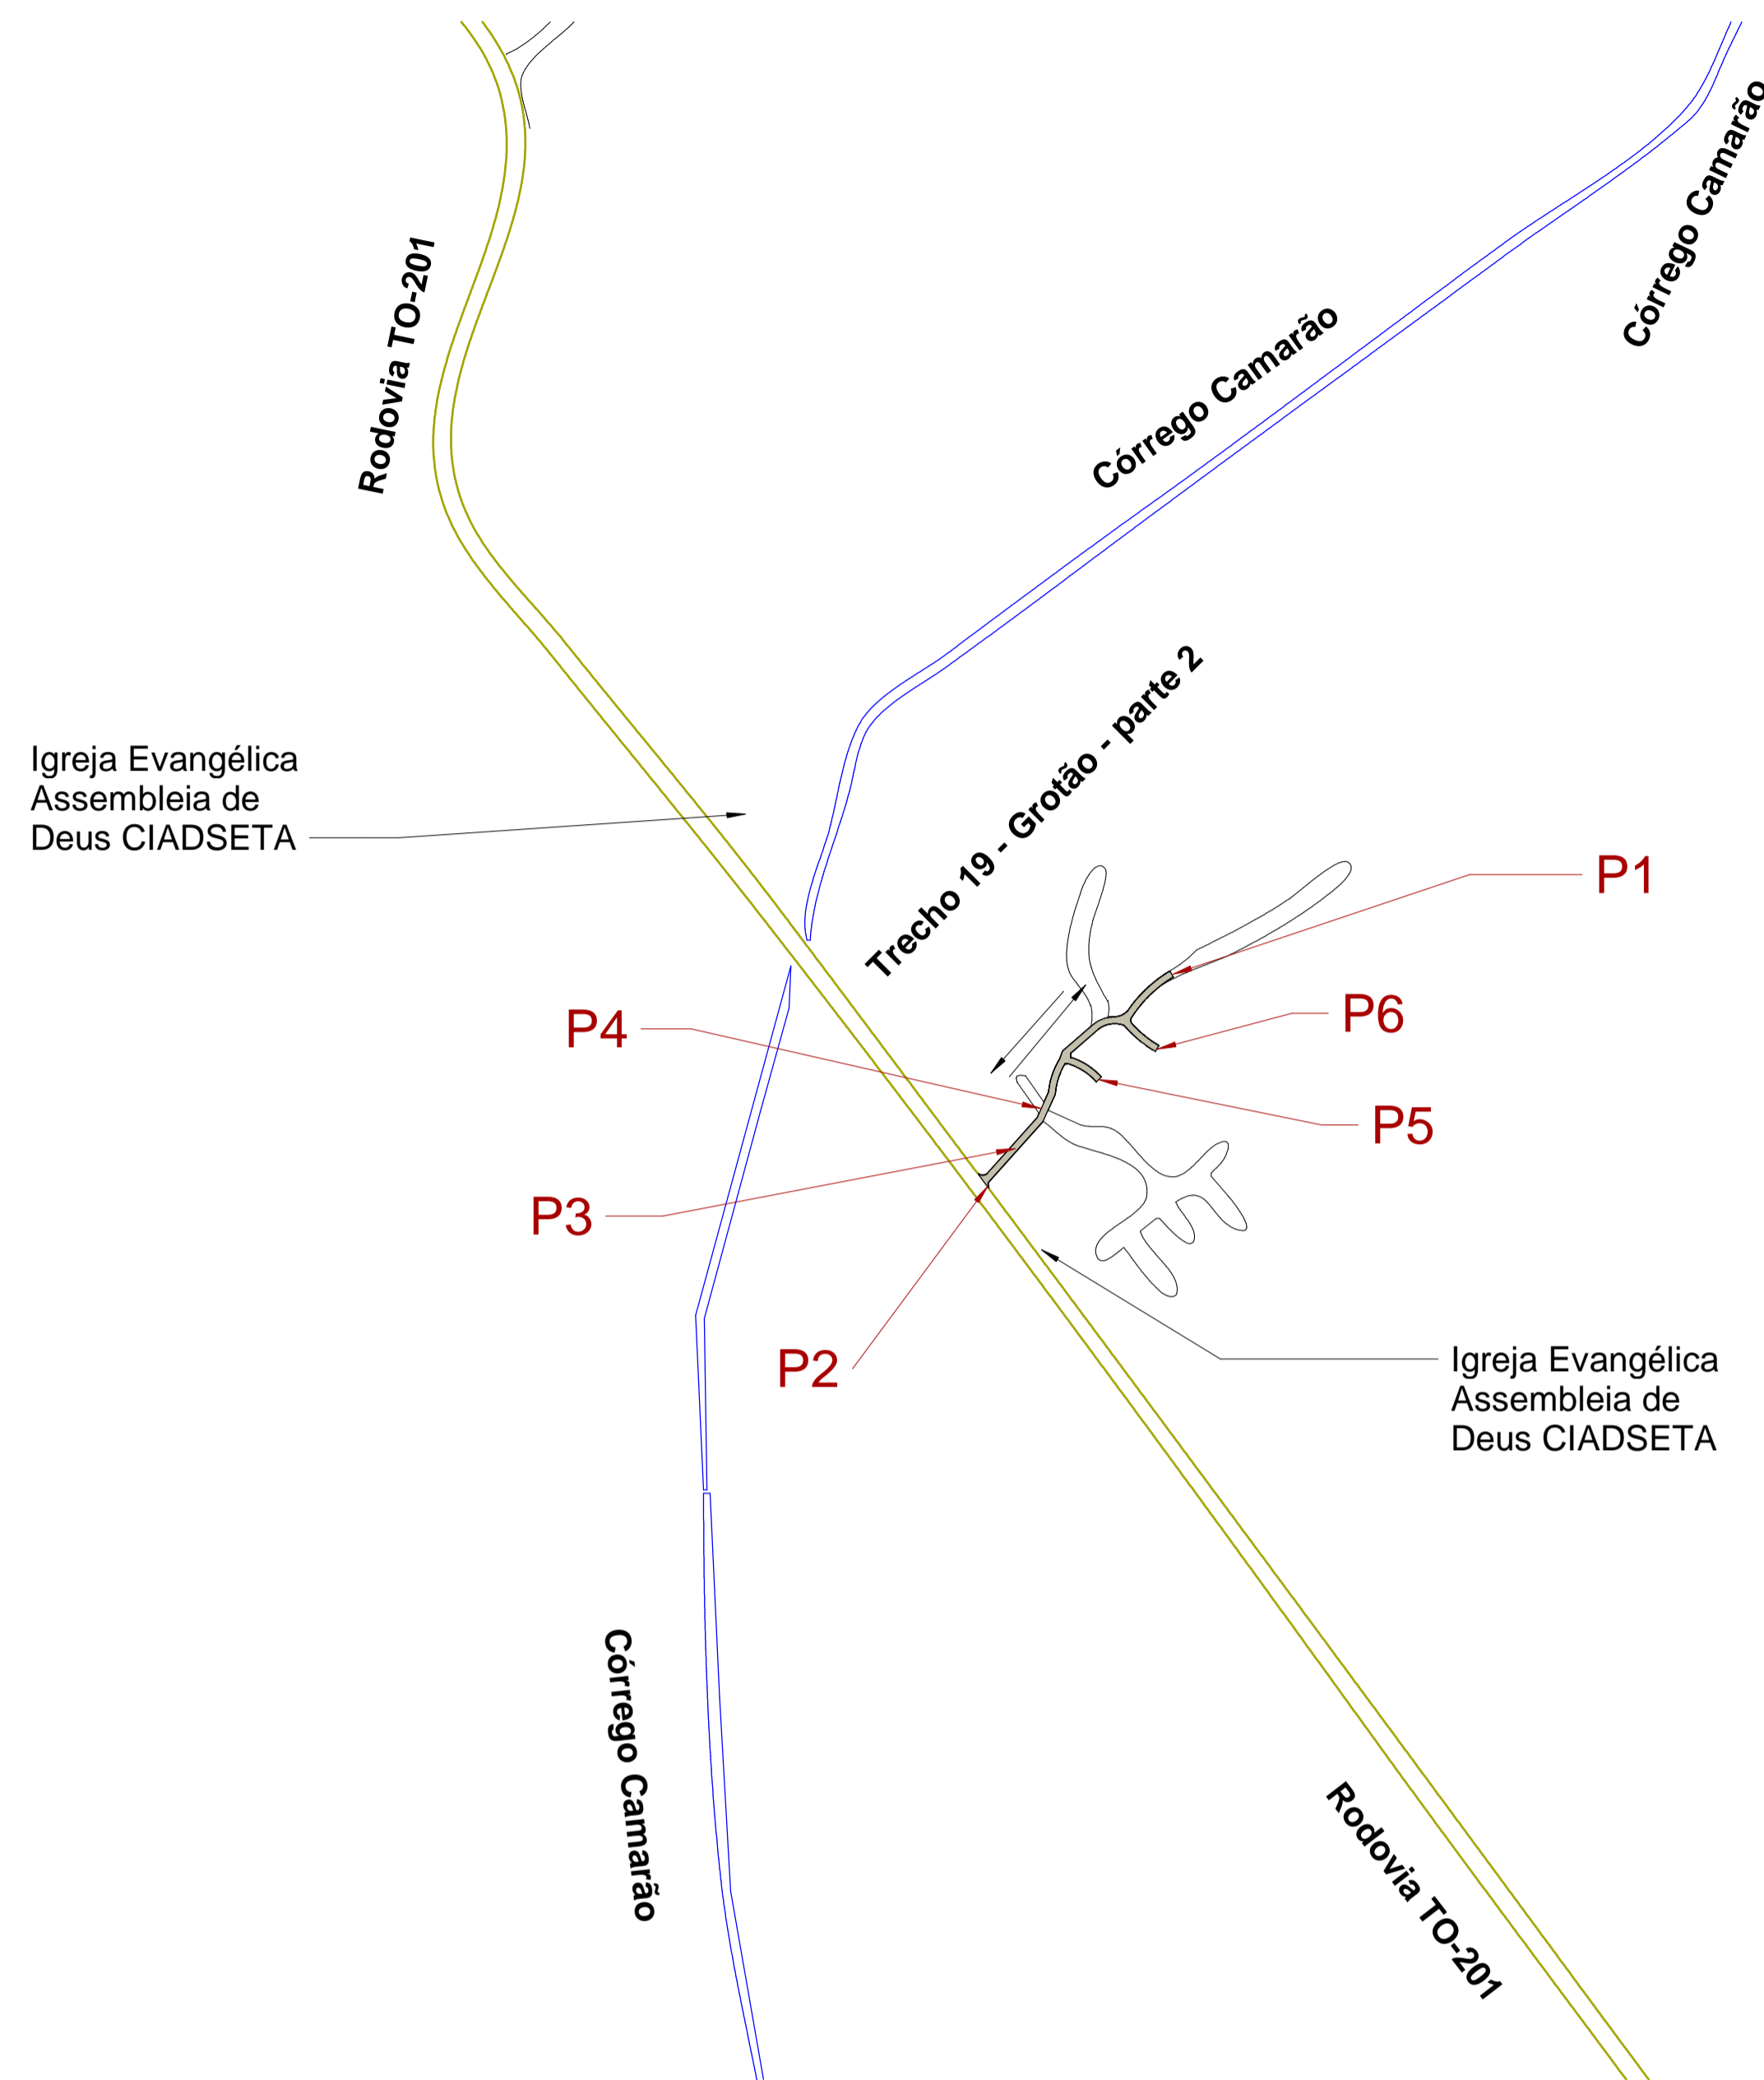 Córrego Camarão
Rodovia TO-201
Córrego Camarão
Trecho 19 - Grotão - parte 2
Igreja Evangélica
Assembleia de
Deus CIADSETA
P1
P6
P4
P5
P3
P2
Igreja Evangélica
Assembleia de
Deus CIADSETA
Córrego Camarão
Rodovia TO-201